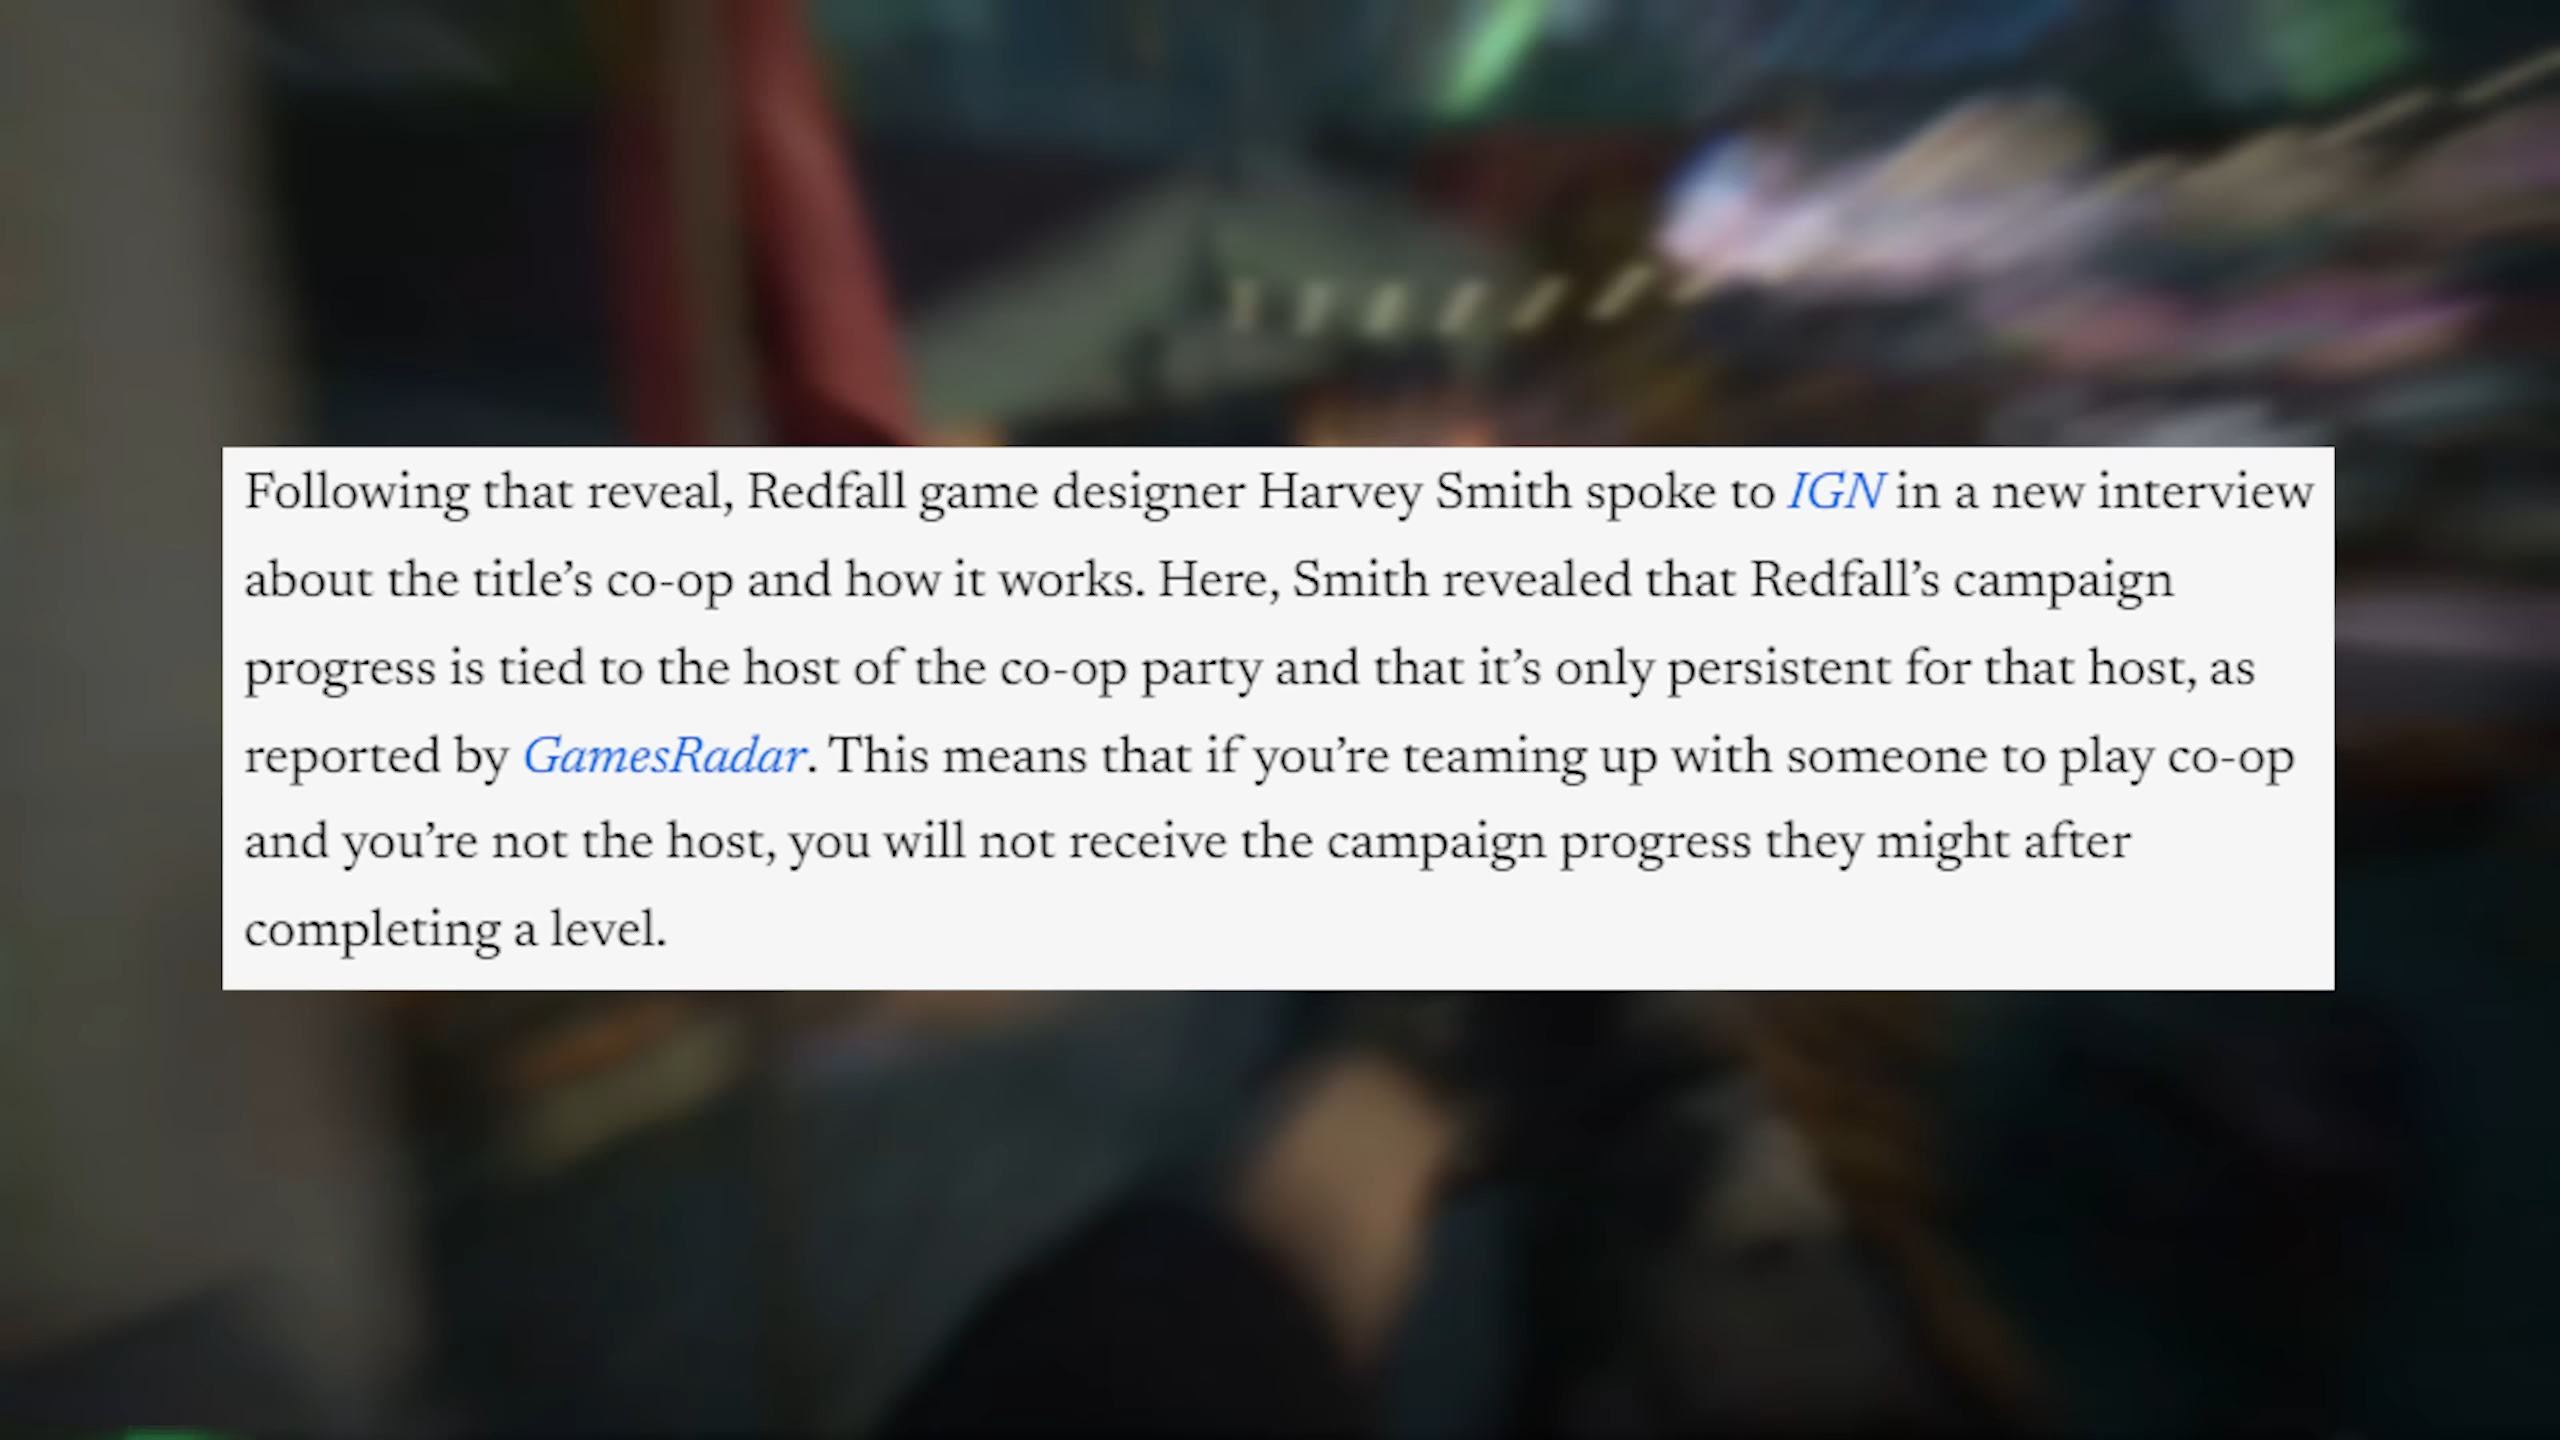 Following that reveal, Redfall game designer Harvey Smith spoke to IGN in a new interview
about the title’s co-op and how it works. Here, Smith revealed that Redfall’s campaign
progress is tied to the host of the co-op party and that it’s only persistent for that host, as
reported by GamesRadar. This means that if you’re teaming up with someone to play co-op
and you’re not the host, you will not receive the campaign progress they might after
completing a level.